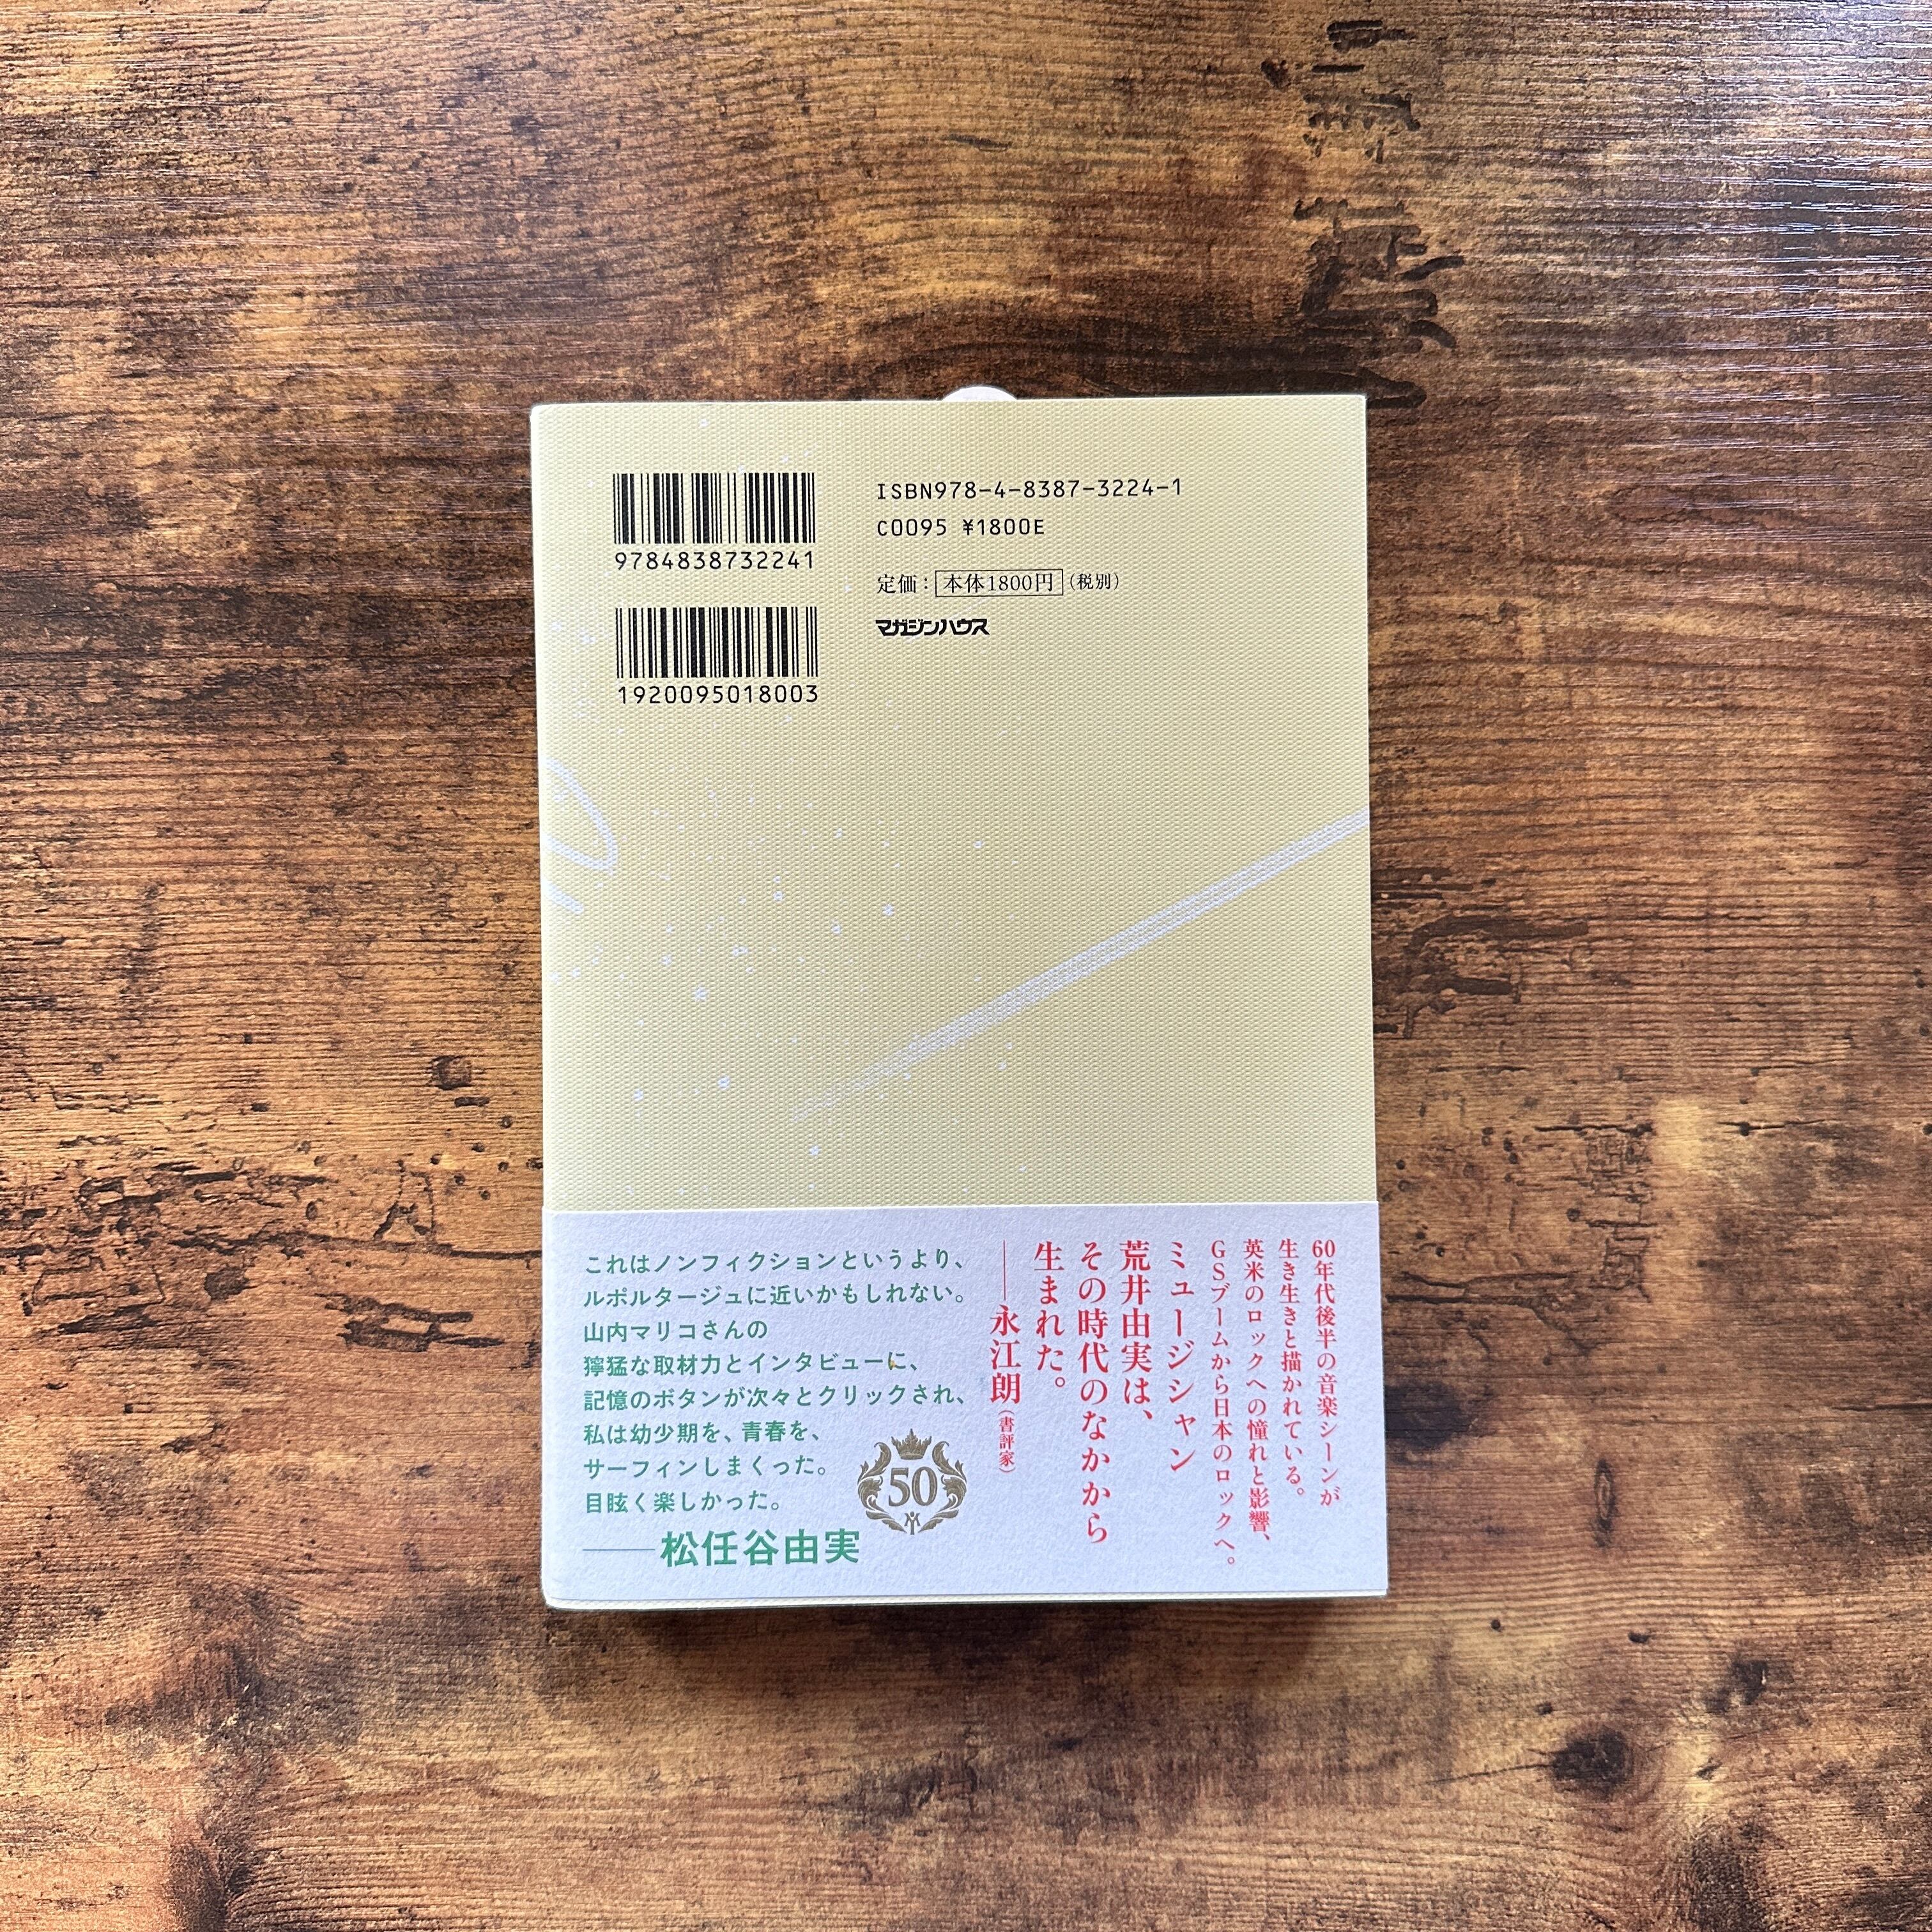 9784838732241
1920095018003
ISBN978-4-8387-3224-1
C0095 ¥1800E
定価：本体1800円（税別）
マガジンハウス
60年代後半の音楽シーンが
生き生きと描かれている。
英米のロックへの憧れと影響、
GSブームから日本のロックへ。
ミュージシャン
荒井由実は、
その時代のなかから
生まれた。
——永江朗（書評家）
これはノンフィクションというより、
ルポルタージュに近いかもしれない。
山内マリコさんの
獰猛な取材力とインタビューに、
記憶のボタンが次々とクリックされ、
私は幼少期を、青春を、
サーフィンしまくった。
目眩く楽しかった。
——松任谷由実
50